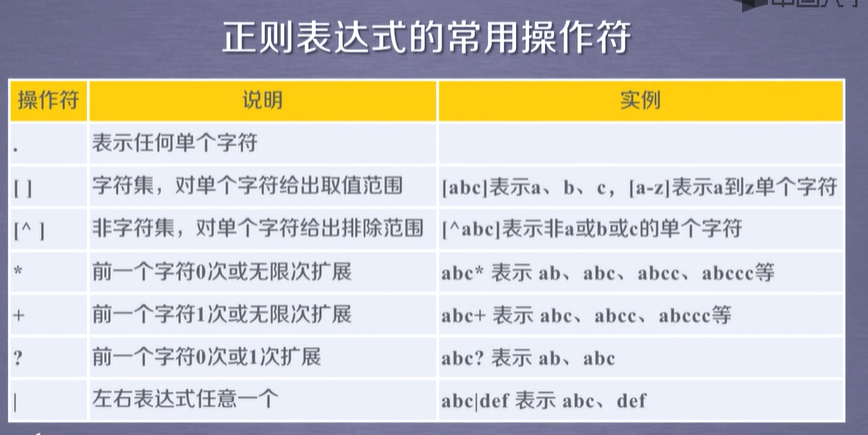 正则表达式的常用操作符
操作符 说明 实例
. 表示任何单个字符
[ ] 字符集，对单个字符给出取值范围 [abc]表示a、b、c，[a-z]表示a到z单个字符
[^ ] 非字符集，对单个字符给出排除范围 [^abc]表示非a或b或c的单个字符
* 前一个字符0次或无限次扩展 abc* 表示 ab、abc、abcc、abccc等
+ 前一个字符1次或无限次扩展 abc+ 表示 abc、abcc、abccc等
? 前一个字符0次或1次扩展 abc? 表示 ab、abc
| 左右表达式任意一个 abc|def 表示 abc、def